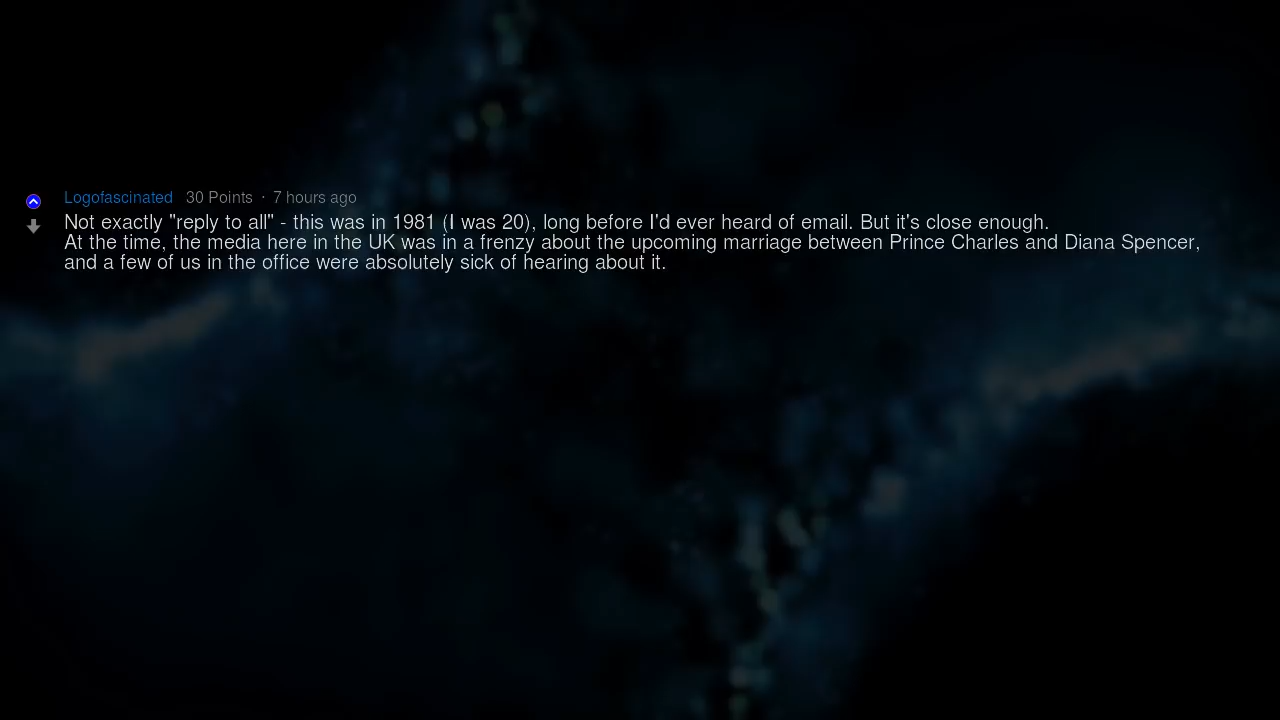 Logofascinated 30 Points · 7 hours ago
Not exactly "reply to all" - this was in 1981 (I was 20), long before I'd ever heard of email. But it's close enough.
At the time, the media here in the UK was in a frenzy about the upcoming marriage between Prince Charles and Diana Spencer,
and a few of us in the office were absolutely sick of hearing about it.